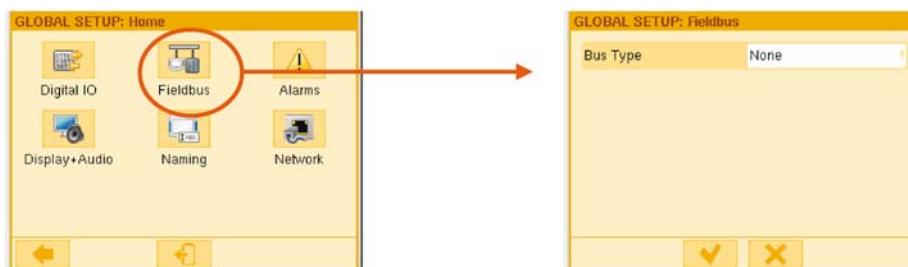 GLOBAL SETUP: Home
Digital IO
Fieldbus
Alarms
Display+Audio
Naming
Network
GLOBAL SETUP: Fieldbus
Bus Type
None